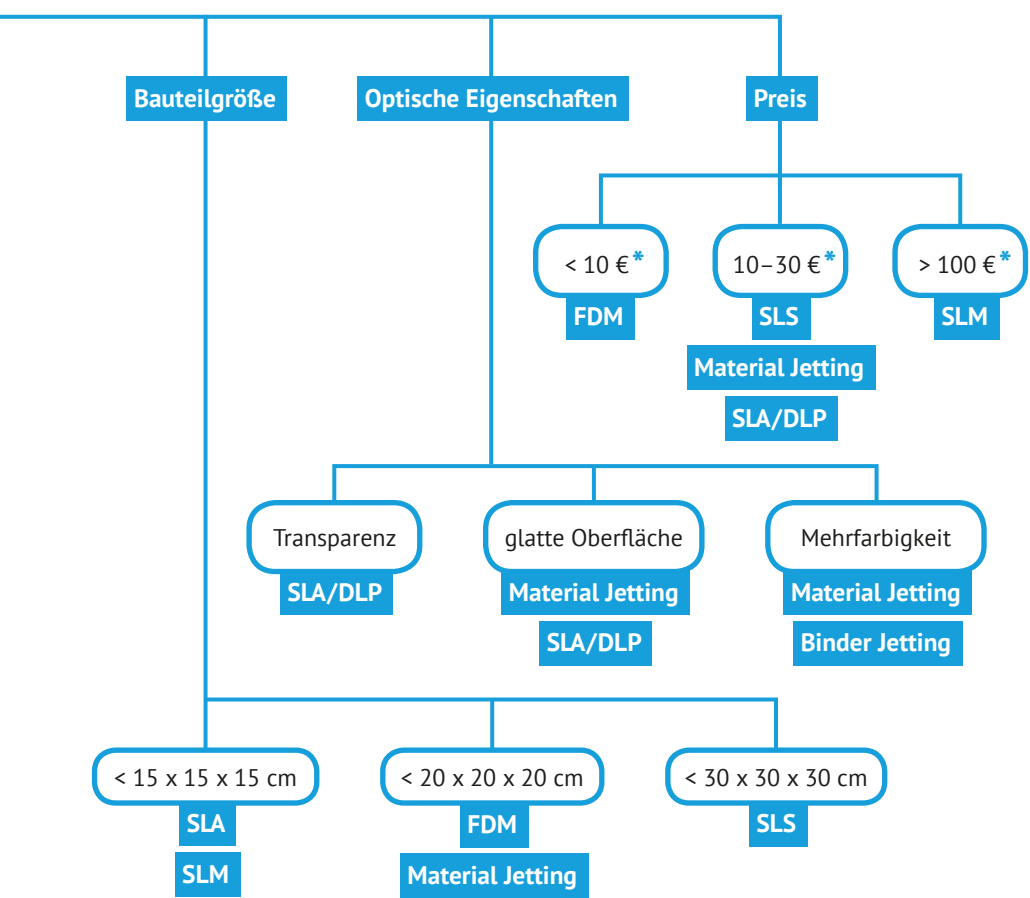 Bauteilgröße
Optische Eigenschaften
Preis
< 10 €*
10–30 €*
> 100 €*
FDM
SLS
SLM
Material Jetting
SLA/DLP
Transparenz
glatte Oberfläche
Mehrfarbigkeit
SLA/DLP
Material Jetting
Material Jetting
SLA/DLP
Binder Jetting
< 15 x 15 x 15 cm
< 20 x 20 x 20 cm
< 30 x 30 x 30 cm
SLA
FDM
SLS
SLM
Material Jetting